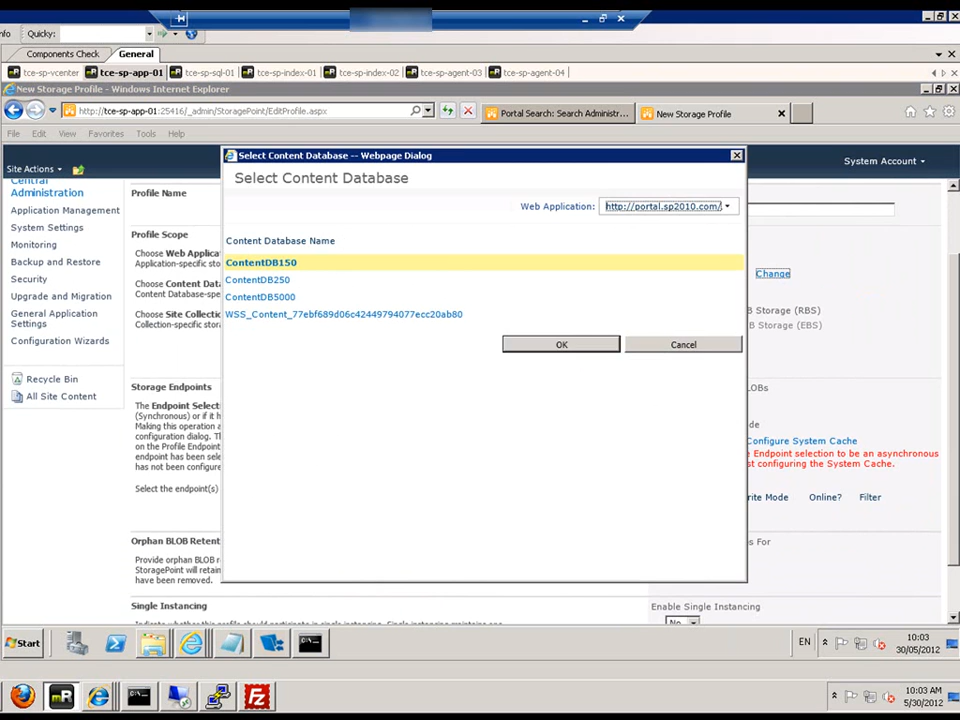 nfo Quicky:
Components Check General
tce-sp-vcenter tce-sp-app-01 tce-sp-sql-01 tce-sp-index-01 tce-sp-index-02 tce-sp-agent-03 tce-sp-agent-04
New Storage Profile - Windows Internet Explorer
http://tce-sp-app-01:25416/_admin/StoragePoint/EditProfile.aspx Portal Search: Search Administr... New Storage Profile
File Edit View Favorites Tools Help
Site Actions System Account
Select Content Database -- Webpage Dialog
Select Content Database
Web Application: http://portal.sp2010.com/
Content Database Name
ContentDB150
ContentDB250
ContentDB5000
WSS_Content_77ebf689d06c42449794077ecc20ab80
OK Cancel
Central Administration
Application Management
System Settings
Monitoring
Backup and Restore
Security
Upgrade and Migration
General Application
Settings
Configuration Wizards
Recycle Bin
All Site Content
Profile Name
Profile Scope
Choose Web Applica
Application-specific sto
Choose Content Data
Content Database-spe
Choose Site Collectio
Collection-specific stora
Change
B Storage (RBS)
B Storage (EBS)
Storage Endpoints
The Endpoint Select
(Synchronous) or if it h
Making this operation a
configuration dialog. Th
on the Profile Endpoint
endpoint has been sele
has not been configure
Select the endpoint(s)
LOBs
de
Configure System Cache
e Endpoint selection to be an asynchronous
st configuring the System Cache.
rite Mode Online? Filter
Orphan BLOB Retent
Provide orphan BLOB r
StoragePoint will retain
have been removed.
s For
Single Instancing
Enable Single Instancing
No
Start
EN 10:03
30/05/2012
10:03 AM
5/30/2012